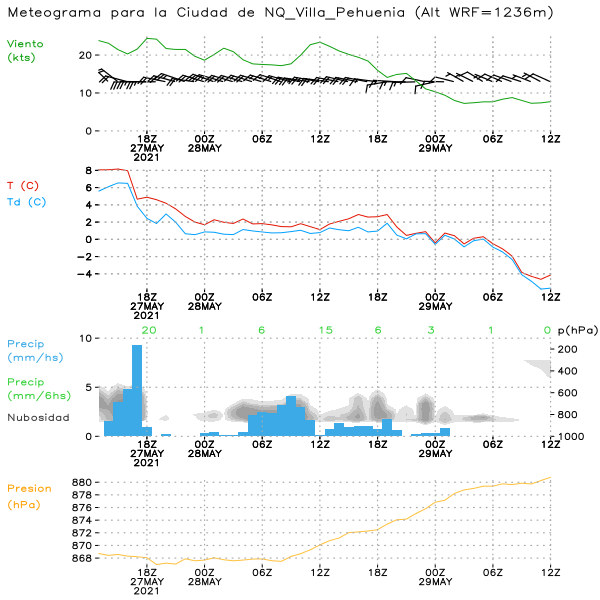 Meteograma para la Ciudad de NQ_Villa_Pehuenia (Alt WRF=1236m)
Viento
(kts)
20
10
0
18Z 00Z 06Z 12Z 18Z 00Z 06Z 12Z
27MAY 28MAY 29MAY
2021
T (C)
Td (C)
8
6
4
2
0
−2
−4
18Z 00Z 06Z 12Z 18Z 00Z 06Z 12Z
27MAY 28MAY 29MAY
2021
20 1 6 15 6 3 1 0 p(hPa)
Precip
(mm/hs)
Precip
(mm/6hs)
Nubosidad
10
5
0
200
400
600
800
1000
18Z 00Z 06Z 12Z 18Z 00Z 06Z 12Z
27MAY 28MAY 29MAY
2021
Presion
(hPa)
880
878
876
874
872
870
868
18Z 00Z 06Z 12Z 18Z 00Z 06Z 12Z
27MAY 28MAY 29MAY
2021